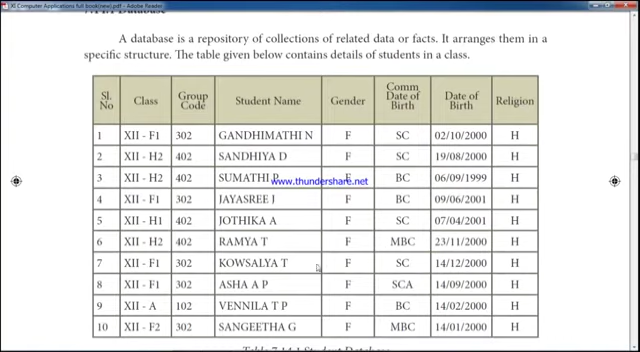 XI Computer Applications full book(new).pdf - Adobe Reader
A database is a repository of collections of related data or facts. It arranges them in a
specific structure. The table given below contains details of students in a class.
Sl. No Class Group Code Student Name Gender Comm Date of Birth Date of Birth Religion
1 XII - F1 302 GANDHIMATHI N F SC 02/10/2000 H
2 XII - H2 402 SANDHIYA D F SC 19/08/2000 H
3 XII - H2 402 SUMATHI P F BC 06/09/1999 H
www.thundershare.net
4 XII - F1 302 JAYASREE J F BC 09/06/2001 H
5 XII - H1 402 JOTHIKA A F SC 07/04/2001 H
6 XII - H2 402 RAMYA T F MBC 23/11/2000 H
7 XII - F1 302 KOWSALYA T F SC 14/12/2000 H
8 XII - F1 302 ASHA A P F SCA 14/09/2000 H
9 XII - A 102 VENNILA T P F BC 14/02/2000 H
10 XII - F2 302 SANGEETHA G F MBC 14/01/2000 H